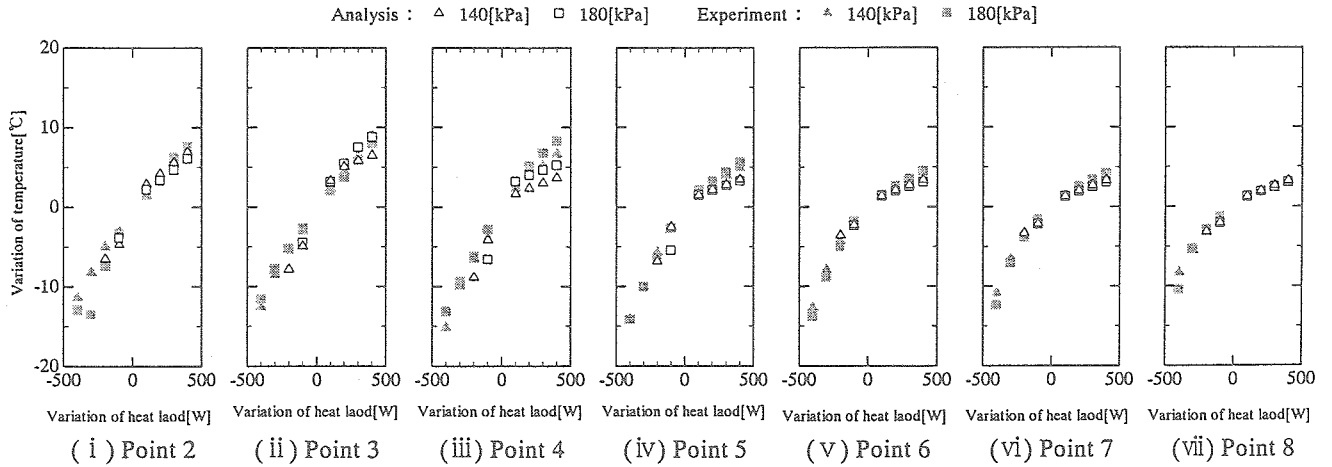 Analysis : △ 140[kPa] □ 180[kPa] Experiment : ▲ 140[kPa] ■ 180[kPa]
Variation of temperature[℃]
20
10
0
-10
-20
-500 0 500 -500 0 500 -500 0 500 -500 0 500 -500 0 500 -500 0 500 -500 0 500
Variation of heat laod[W] Variation of heat laod[W] Variation of heat laod[W] Variation of heat laod[W] Variation of heat laod[W] Variation of heat laod[W] Variation of heat laod[W]
(ⅰ) Point 2 (ⅱ) Point 3 (ⅲ) Point 4 (ⅳ) Point 5 (ⅴ) Point 6 (ⅵ) Point 7 (ⅶ) Point 8